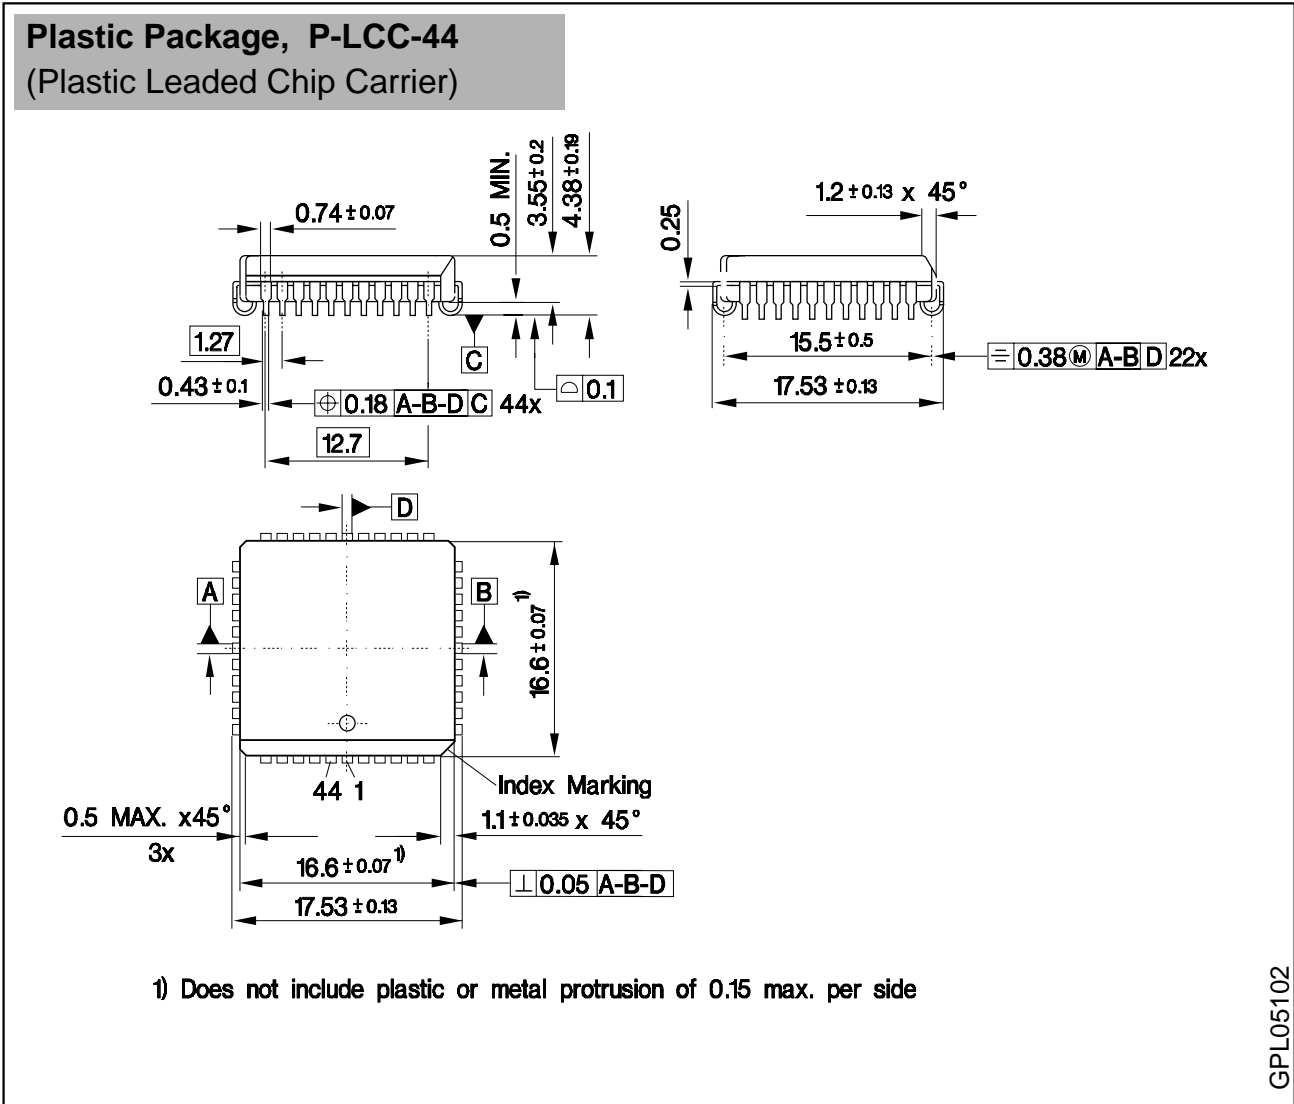 Plastic Package, P-LCC-44
(Plastic Leaded Chip Carrier)
0.74 ± 0.07
0.5 MIN.
3.55 ± 0.2
4.38 ± 0.19
1.27
0.43 ± 0.1
C
⌖ 0.18 A-B-D C 44x
⌓ 0.1
12.7
0.25
1.2 ± 0.13 x 45°
15.5 ± 0.5
⌯ 0.38 Ⓜ A-B D 22x
17.53 ± 0.13
D
A
B
16.6 ± 0.07 1)
44 1
Index Marking
0.5 MAX. x45°
3x
1.1 ± 0.035 x 45°
16.6 ± 0.07 1)
⊥ 0.05 A-B-D
17.53 ± 0.13
1) Does not include plastic or metal protrusion of 0.15 max. per side
GPL05102